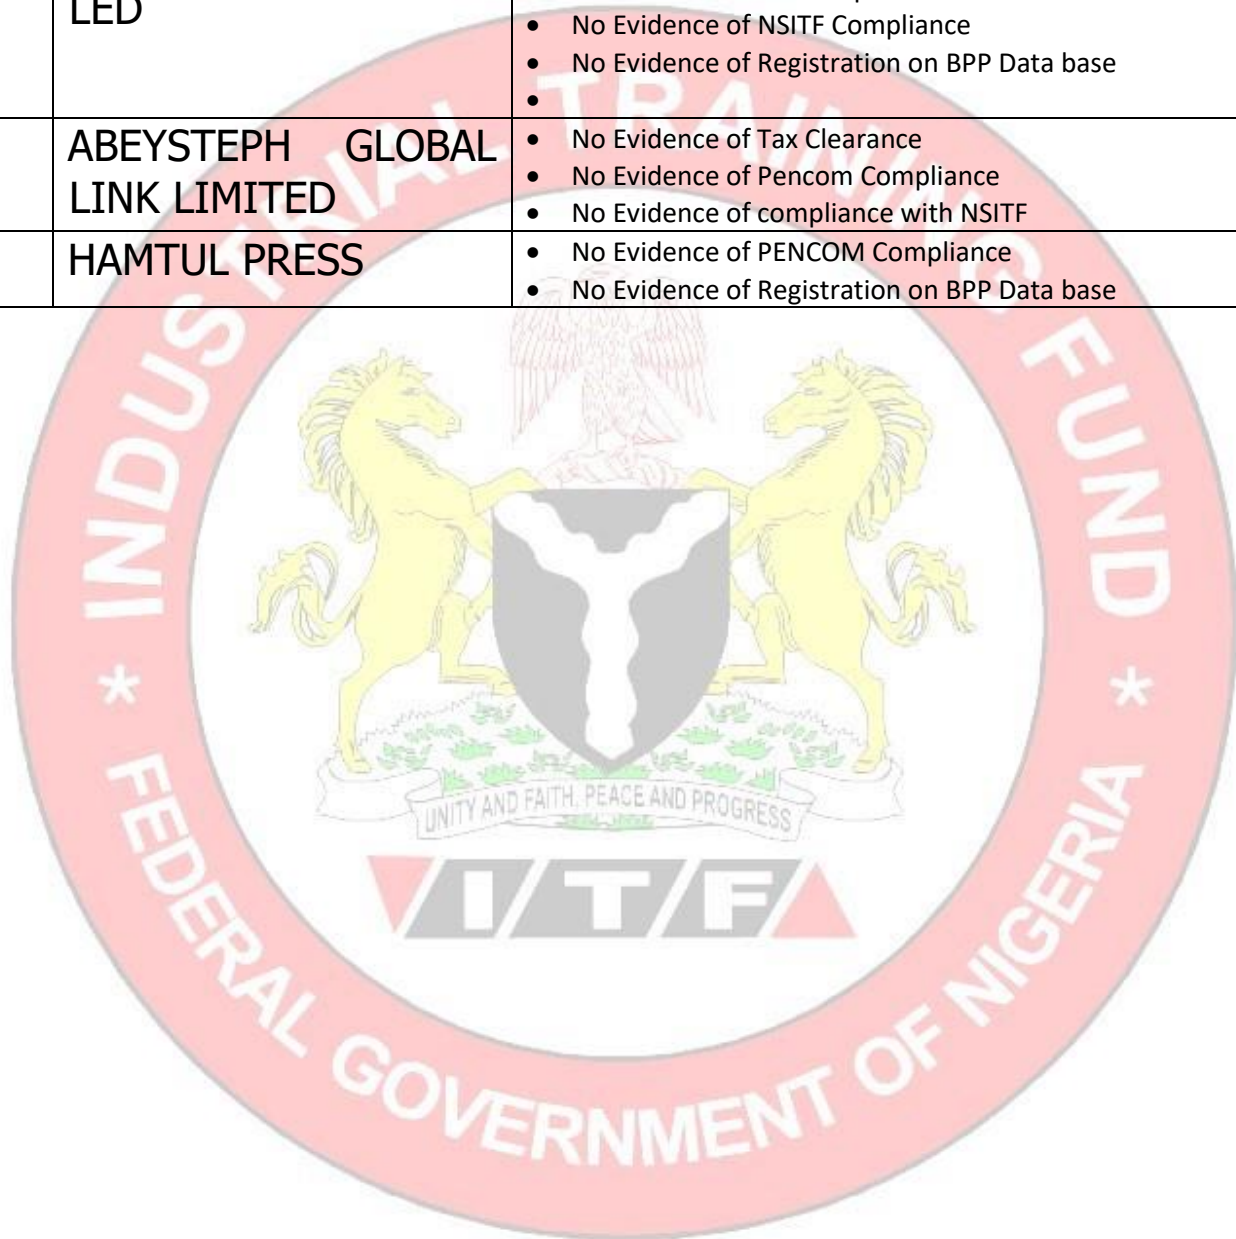 LED
• No Evidence of NSITF Compliance
• No Evidence of Registration on BPP Data base
•
ABEYSTEPH GLOBAL
LINK LIMITED
• No Evidence of Tax Clearance
• No Evidence of Pencom Compliance
• No Evidence of compliance with NSITF
HAMTUL PRESS
• No Evidence of PENCOM Compliance
• No Evidence of Registration on BPP Data base
INDUSTRIAL TRAINING FUND
UNITY AND FAITH, PEACE AND PROGRESS
ITF
* FEDERAL GOVERNMENT OF NIGERIA *